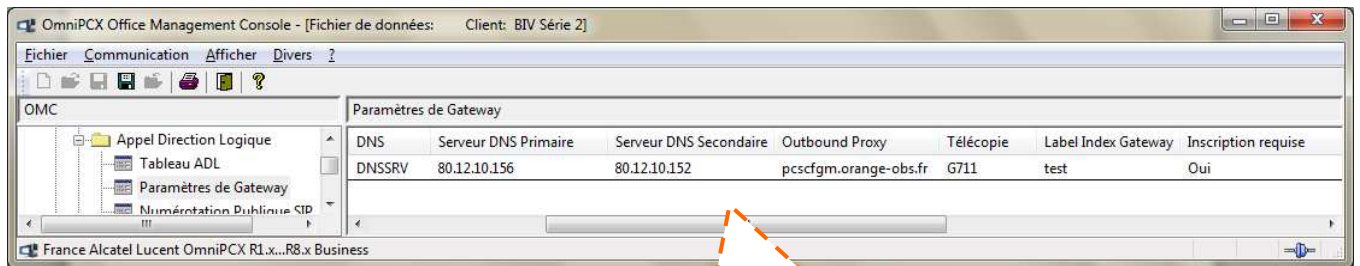 OmniPCX Office Management Console - [Fichier de données: Client: BIV Série 2]
Fichier Communication Afficher Divers ?
OMC Paramètres de Gateway
Appel Direction Logique
Tableau ADL
Paramètres de Gateway
Numérotation Publique SIP
DNS Serveur DNS Primaire Serveur DNS Secondaire Outbound Proxy Télécopie Label Index Gateway Inscription requise
DNSSRV 80.12.10.156 80.12.10.152 pcscfgm.orange-obs.fr G711 test Oui
France Alcatel Lucent OmniPCX R1.x...R8.x Business